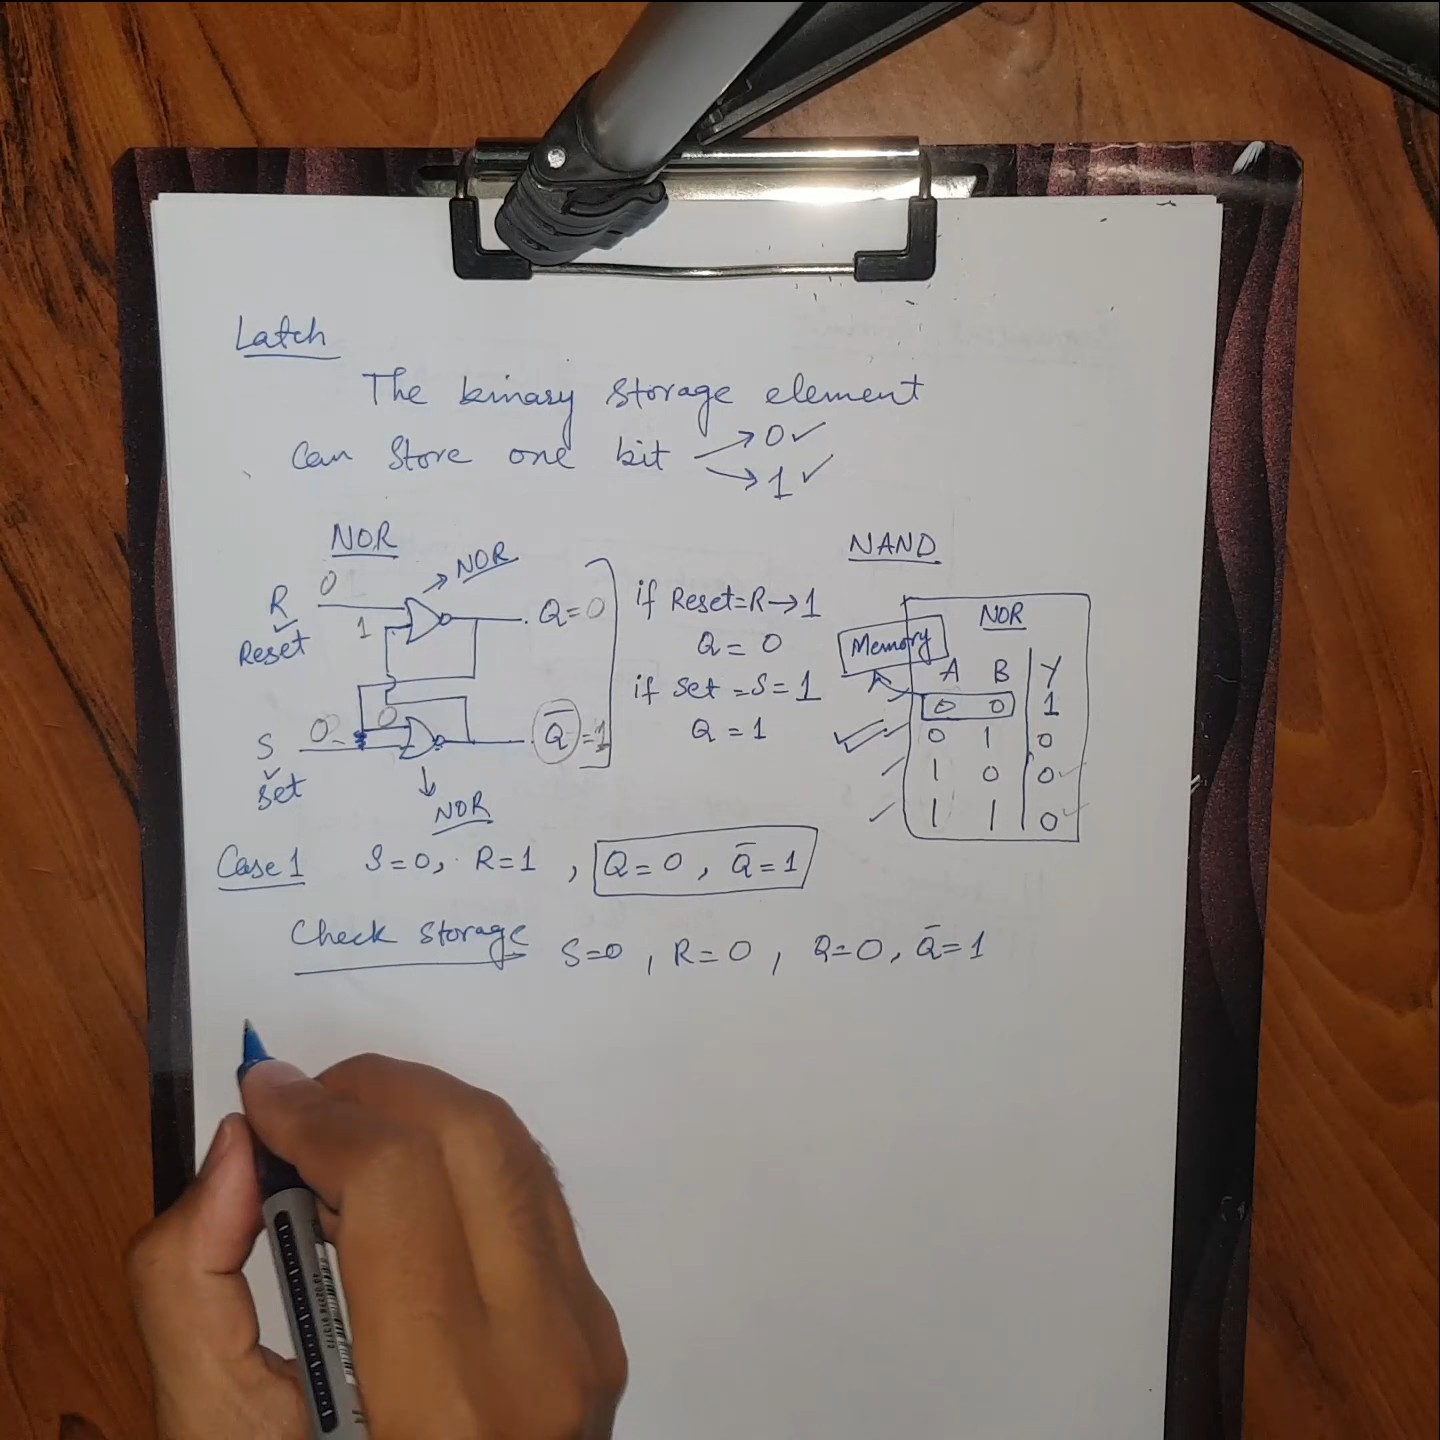 Latch
The binary storage element
Can store one bit → 0 ✓
→ 1 ✓
NOR
NAND
R 0 → NOR Q = 0
1
Reset
S 0 0 Q̄ = 1
Set
NOR
if Reset = R → 1
Q = 0
if Set = S = 1
Q = 1
Memory
NOR
A B Y
0 0 1
0 1 0
1 0 0
1 1 0
Case 1 S = 0, R = 1, Q = 0, Q̄ = 1
Check Storage S = 0, R = 0, Q = 0, Q̄ = 1